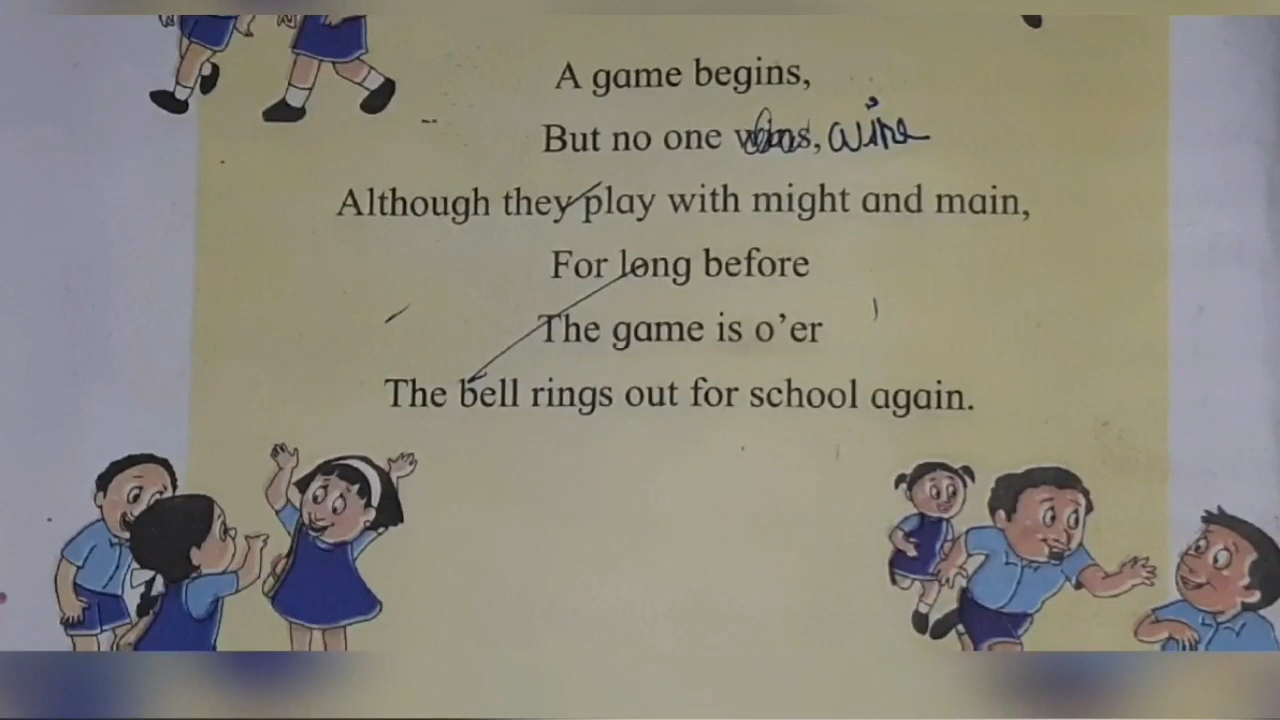 A game begins,
But no one
Although they play with might and main,
For long before
The game is o'er
The bell rings out for school again.